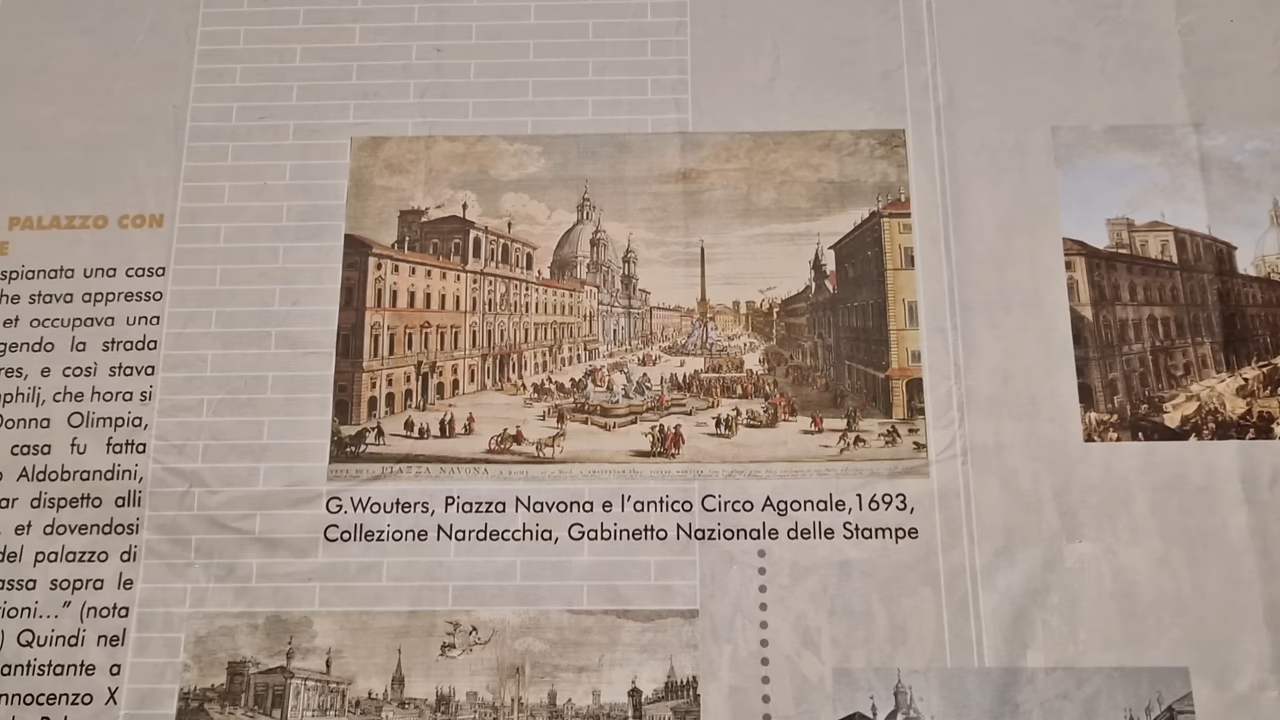 PALAZZO CON
E
spianata una casa
he stava appresso
et occupava una
gendo la strada
res, e così stava
nphilj, che hora si
Donna Olimpia,
casa fu fatta
Aldobrandini,
ar dispetto alli
et dovendosi
del palazzo di
assa sopra le
ioni...” (nota
) Quindi nel
antistante a
nnocenzo X
PIAZZA NAVONA
G.Wouters, Piazza Navona e l'antico Circo Agonale,1693,
Collezione Nardecchia, Gabinetto Nazionale delle Stampe